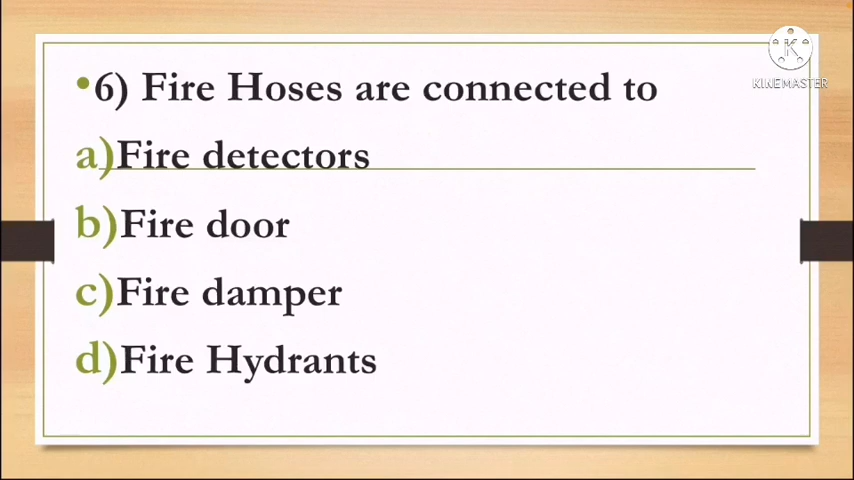 •6) Fire Hoses are connected to
a)Fire detectors
b)Fire door
c)Fire damper
d)Fire Hydrants
K
KINEMASTER